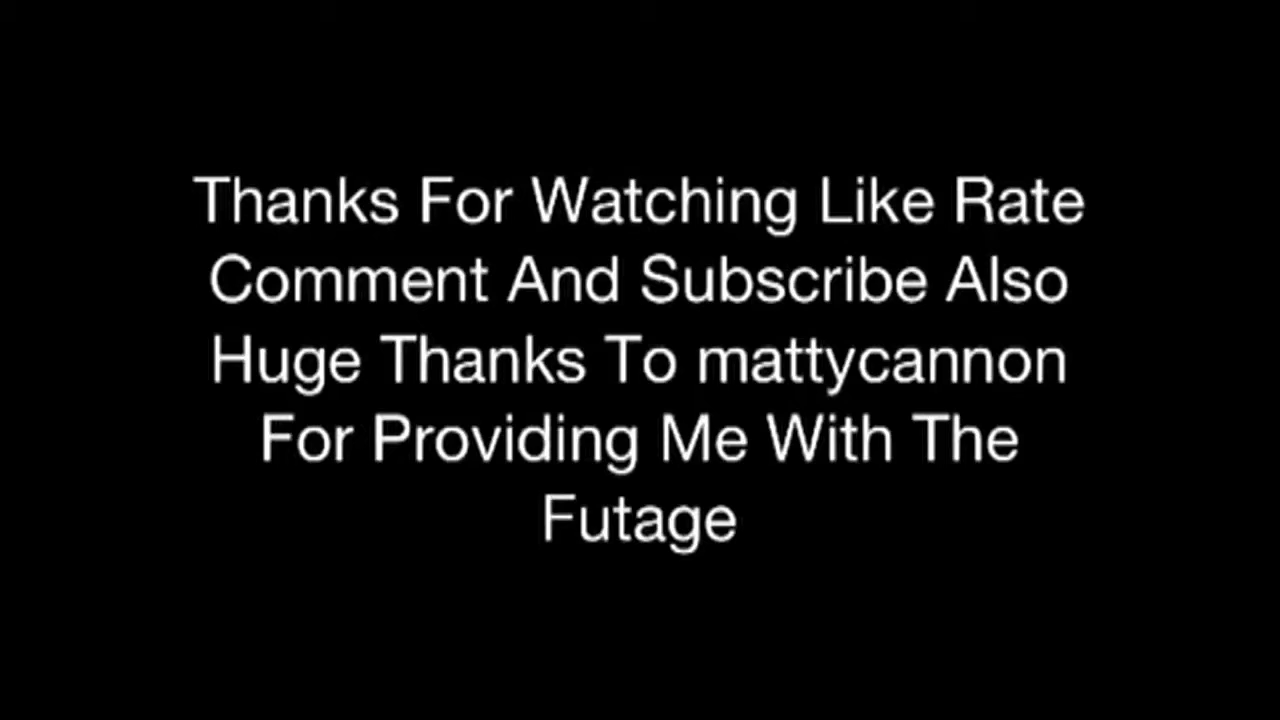 Thanks For Watching Like Rate
Comment And Subscribe Also
Huge Thanks To mattycannon
For Providing Me With The
Futage